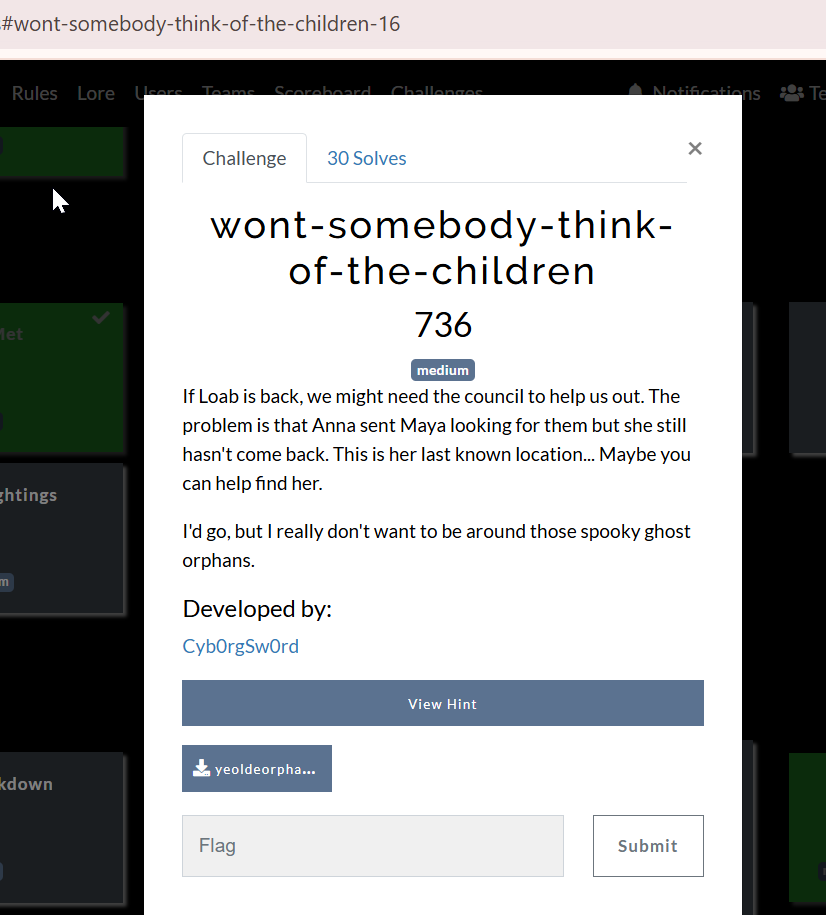 #wont-somebody-think-of-the-children-16
Rules Lore Users Teams Scoreboard Challenges Notifications Te
Challenge 30 Solves ×
wont-somebody-think-
of-the-children
736
medium
If Loab is back, we might need the council to help us out. The
problem is that Anna sent Maya looking for them but she still
hasn't come back. This is her last known location... Maybe you
can help find her.
I'd go, but I really don't want to be around those spooky ghost
orphans.
Developed by:
Cyb0rgSw0rd
View Hint
yeoldeorpha...
Flag
Submit
ghtings
m
kdown